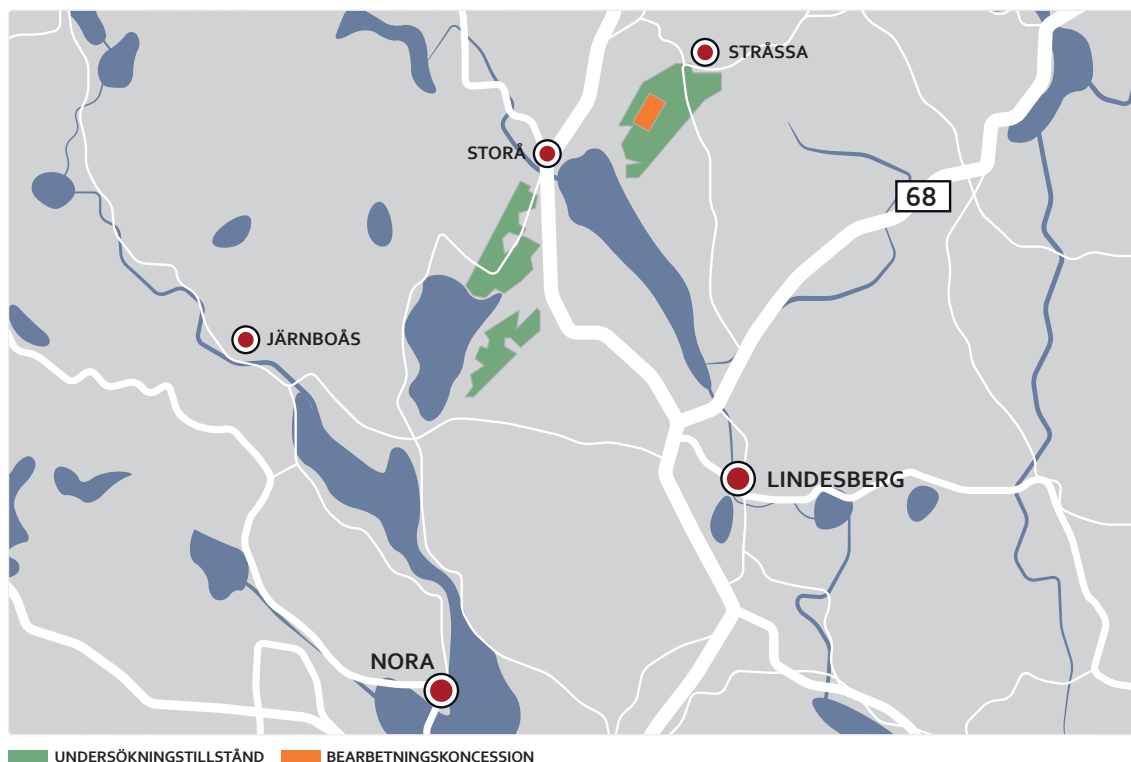 STRÅSSA
STORÅ
68
JÄRNBOÅS
LINDESBERG
NORA
UNDERSÖKNINGSTILLSTÅND
BEARBETNINGSKONCESSION